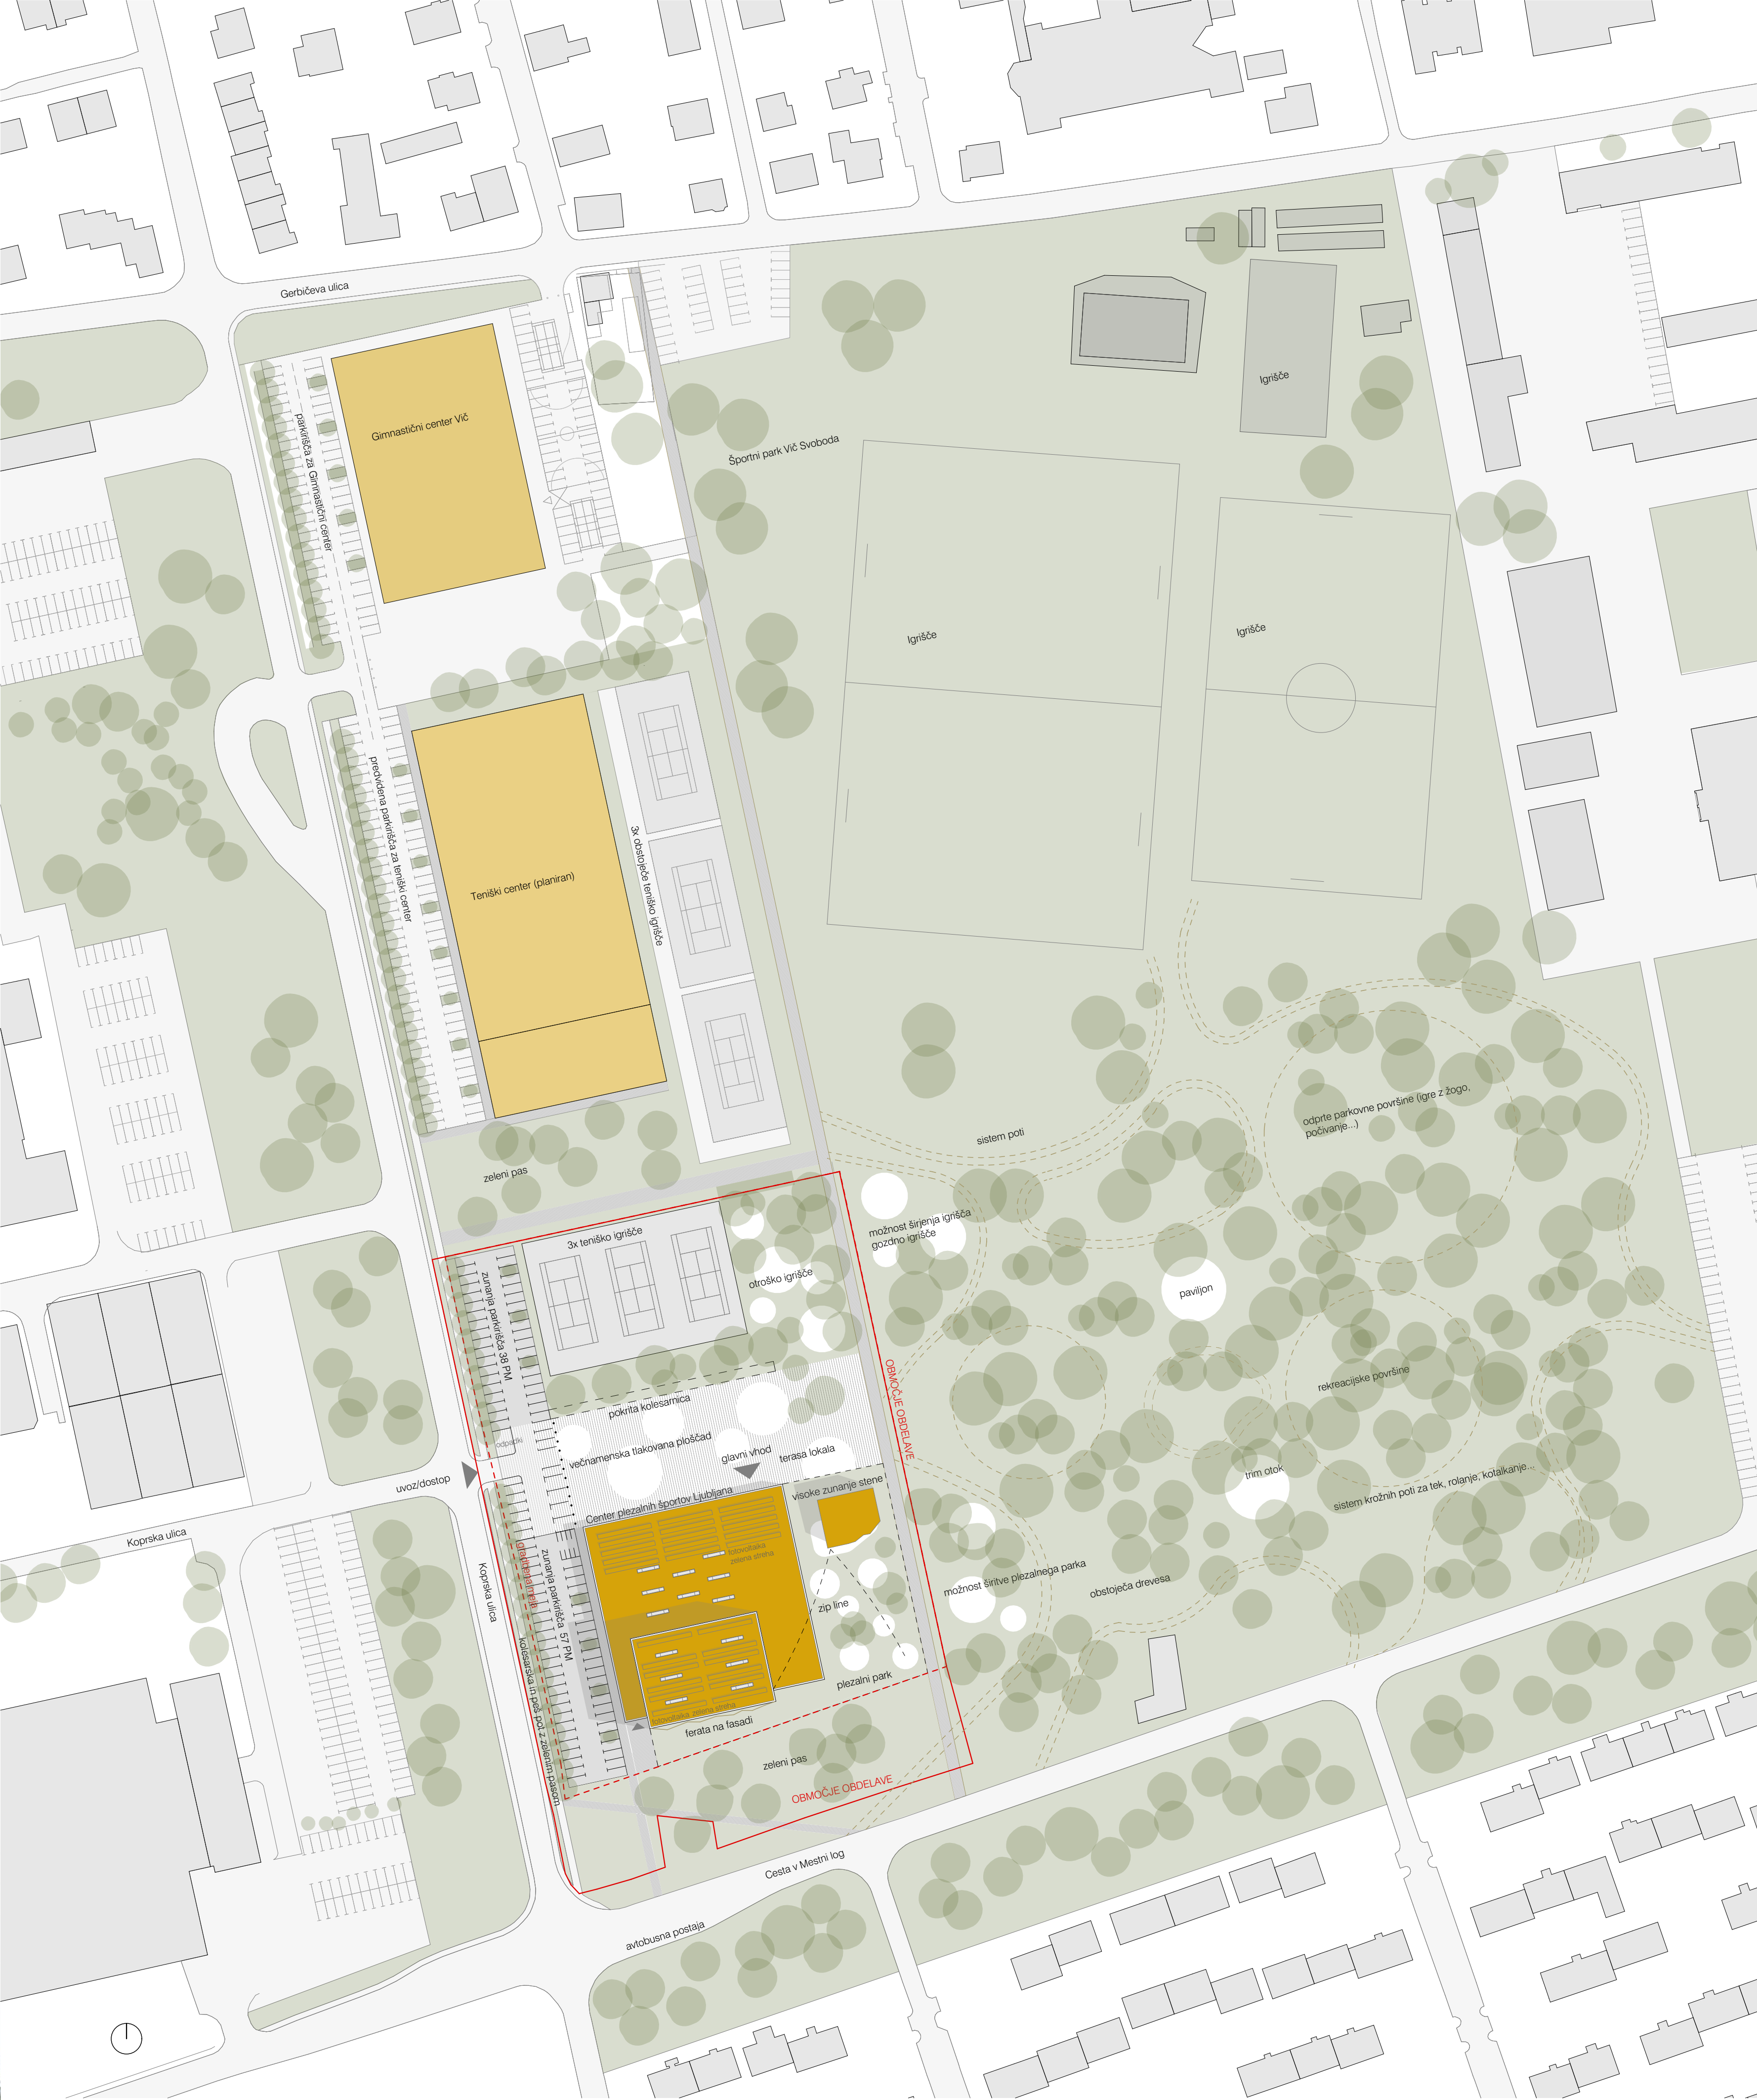 Gerbičeva ulica
Gimnastični center Vič
parkirišča za Gimnastični center
Športni park Vič Svoboda
Igrišče
Igrišče
Igrišče
predvidena parkirišča za teniški center
Teniški center (planiran)
3x obstoječe teniško igrišče
sistem poti
odprte parkovne površine (igre z žogo,
počivanje...)
zeleni pas
3x teniško igrišče
možnost širjenja igrišča
gozdno igrišče
otroško igrišče
zunanja parkirišča 38 PM
paviljon
OBMOČJE OBDELAVE
rekreacijske površine
pokrita kolesarnica
odpadki
večnamenska tlakovana ploščad
glavni vhod
terasa lokala
uvoz/dostop
trim otok
sistem krožnih poti za tek, rolanje, kotalkanje...
Center plezalnih športov Ljubljana
visoke zunanje stene
Koprska ulica
fotovoltaika
zelena streha
gradbena meja
zunanja parkirišča 57 PM
Koprska ulica
možnost širitve plezalnega parka
obstoječa drevesa
zip line
kolesarska in peš pot z zelenim pasom
plezalni park
fotovoltaika zelena streha
ferata na fasadi
zeleni pas
OBMOČJE OBDELAVE
Cesta v Mestni log
avtobusna postaja